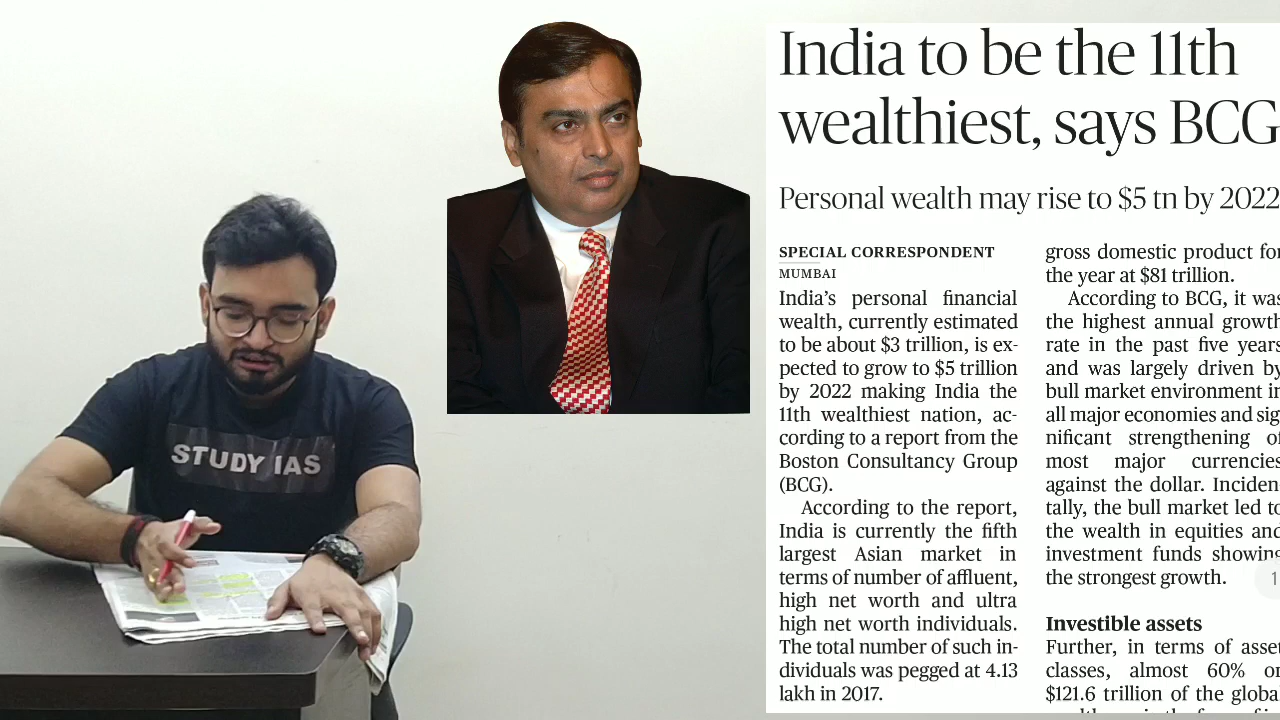 STUDY IAS
India to be the 11th
wealthiest, says BCG
Personal wealth may rise to $5 tn by 2022
SPECIAL CORRESPONDENT
MUMBAI
India's personal financial
wealth, currently estimated
to be about $3 trillion, is ex-
pected to grow to $5 trillion
by 2022 making India the
11th wealthiest nation, ac-
cording to a report from the
Boston Consultancy Group
(BCG).
According to the report,
India is currently the fifth
largest Asian market in
terms of number of affluent,
high net worth and ultra
high net worth individuals.
The total number of such in-
dividuals was pegged at 4.13
lakh in 2017.
gross domestic product for
the year at $81 trillion.
According to BCG, it was
the highest annual growth
rate in the past five years
and was largely driven by
bull market environment in
all major economies and sig
nificant strengthening of
most major currencies
against the dollar. Inciden
tally, the bull market led to
the wealth in equities and
investment funds showing
the strongest growth.
1
Investible assets
Further, in terms of asset
classes, almost 60% or
$121.6 trillion of the global